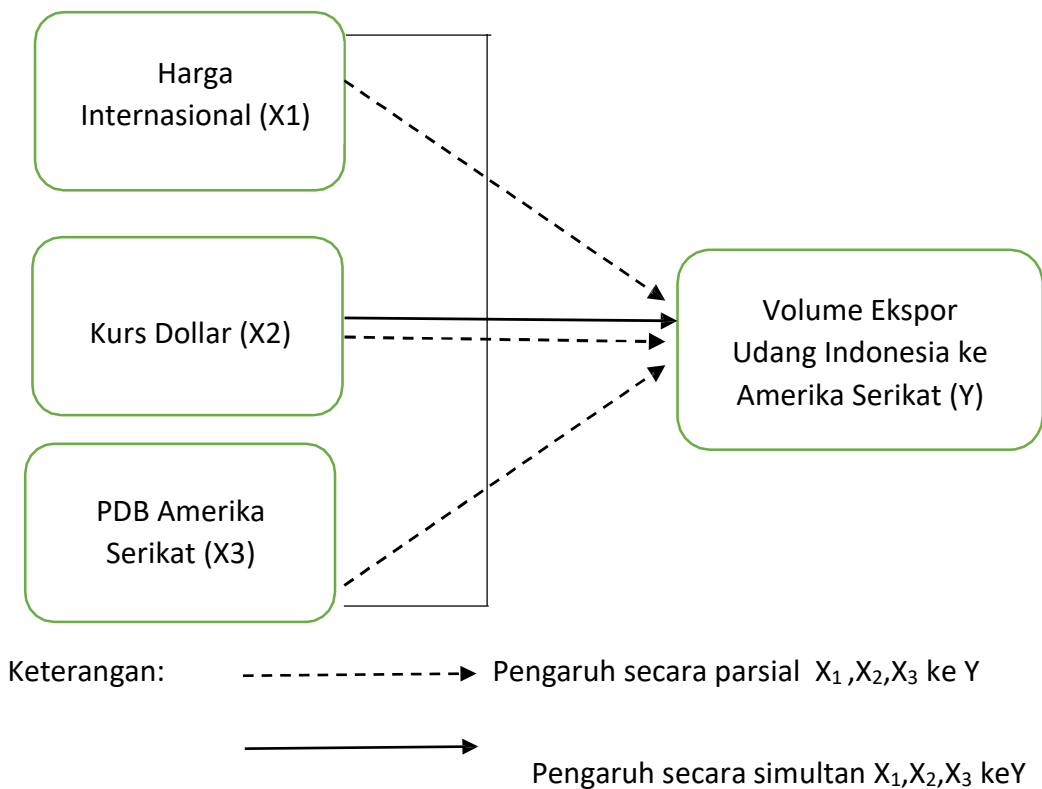 Harga
Internasional (X1)
Kurs Dollar (X2)
PDB Amerika
Serikat (X3)
Volume Ekspor
Udang Indonesia ke
Amerika Serikat (Y)
Keterangan:
Pengaruh secara parsial X₁ ,X₂,X₃ ke Y
Pengaruh secara simultan X₁,X₂,X₃ keY